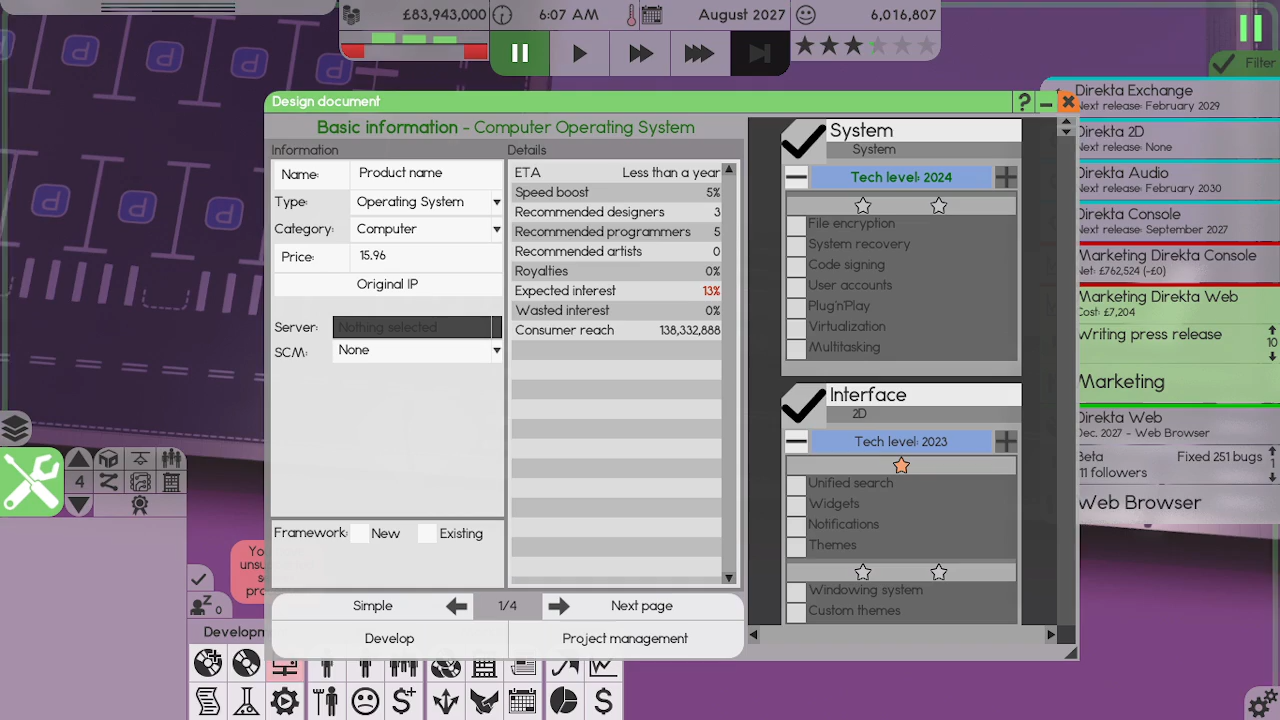 £83,943,000
6:07 AM
August 2027
6,016,807
Filter
Design document
?
Basic information - Computer Operating System
Information
Name:
Product name
Type:
Operating System
Category:
Computer
Price:
15.96
Original IP
Server:
Nothing selected
SCM:
None
Framework:
New
Existing
Details
ETA
Less than a year
Speed boost
5%
Recommended designers
3
Recommended programmers
5
Recommended artists
0
Royalties
0%
Expected interest
13%
Wasted interest
0%
Consumer reach
138,332,888
Simple
1/4
Next page
Develop
Project management
System
System
Tech level: 2024
File encryption
System recovery
Code signing
User accounts
Plug'n'Play
Virtualization
Multitasking
Interface
2D
Tech level: 2023
Unified search
Widgets
Notifications
Themes
Windowing system
Custom themes
Direkta Exchange
Next release: February 2029
Direkta 2D
Next release: None
Direkta Audio
Next release: February 2030
Direkta Console
Next release: September 2027
Marketing Direkta Console
Net: £762,524 (-£0)
Marketing Direkta Web
Cost: £7,204
Writing press release
10
Marketing
Direkta Web
Dec. 2027 - Web Browser
Beta
Fixed 251 bugs
11 followers
1
Web Browser
4
0